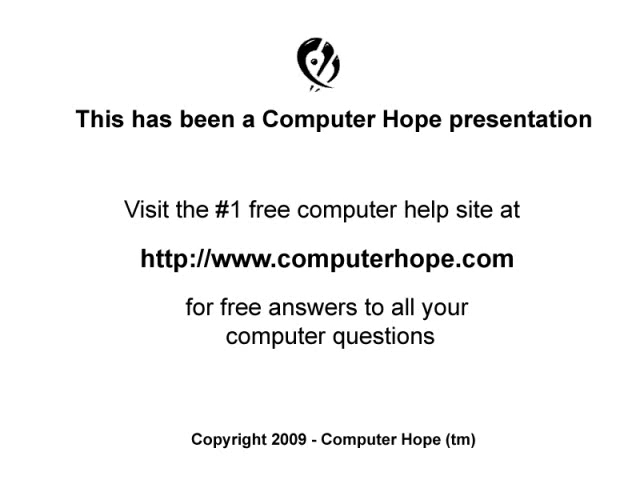 This has been a Computer Hope presentation
Visit the #1 free computer help site at
http://www.computerhope.com
for free answers to all your
computer questions
Copyright 2009 - Computer Hope (tm)